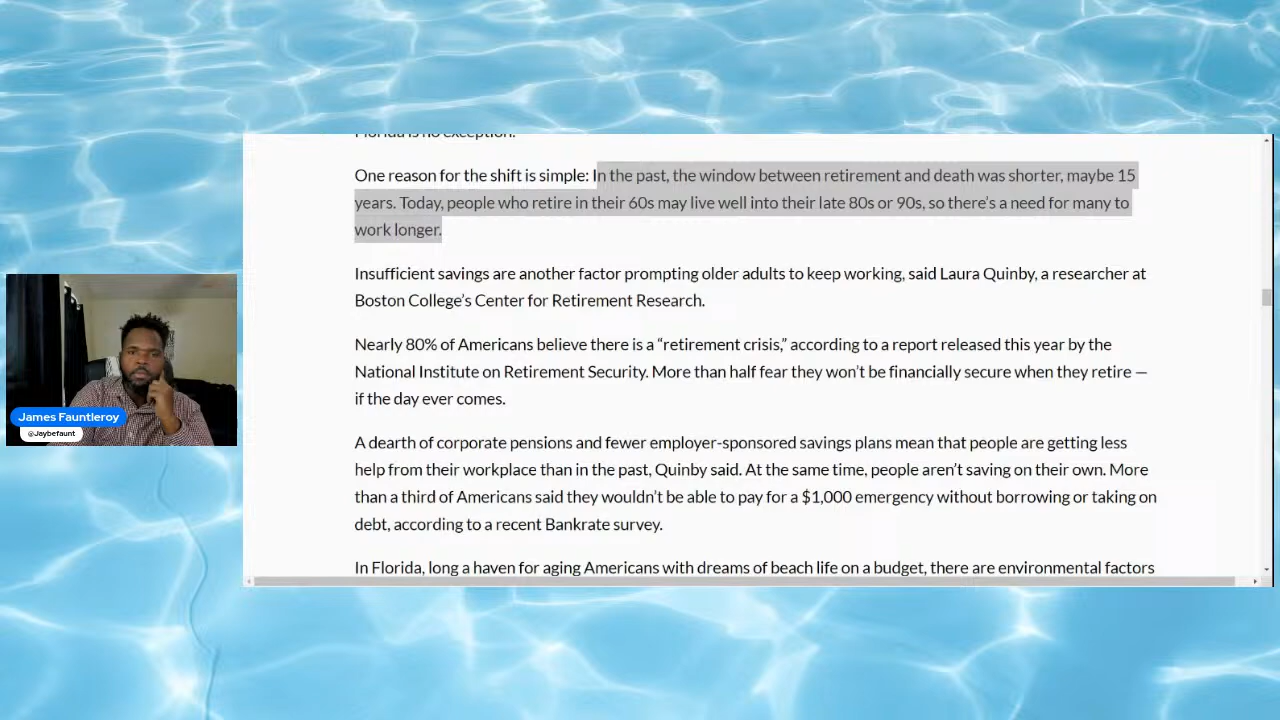 Florida is no exception.
One reason for the shift is simple: In the past, the window between retirement and death was shorter, maybe 15
years. Today, people who retire in their 60s may live well into their late 80s or 90s, so there’s a need for many to
work longer.
Insufficient savings are another factor prompting older adults to keep working, said Laura Quinby, a researcher at
Boston College’s Center for Retirement Research.
Nearly 80% of Americans believe there is a “retirement crisis,” according to a report released this year by the
National Institute on Retirement Security. More than half fear they won’t be financially secure when they retire —
if the day ever comes.
A dearth of corporate pensions and fewer employer-sponsored savings plans mean that people are getting less
help from their workplace than in the past, Quinby said. At the same time, people aren’t saving on their own. More
than a third of Americans said they wouldn’t be able to pay for a $1,000 emergency without borrowing or taking on
debt, according to a recent Bankrate survey.
In Florida, long a haven for aging Americans with dreams of beach life on a budget, there are environmental factors
James Fauntleroy
@Jaybefaunt